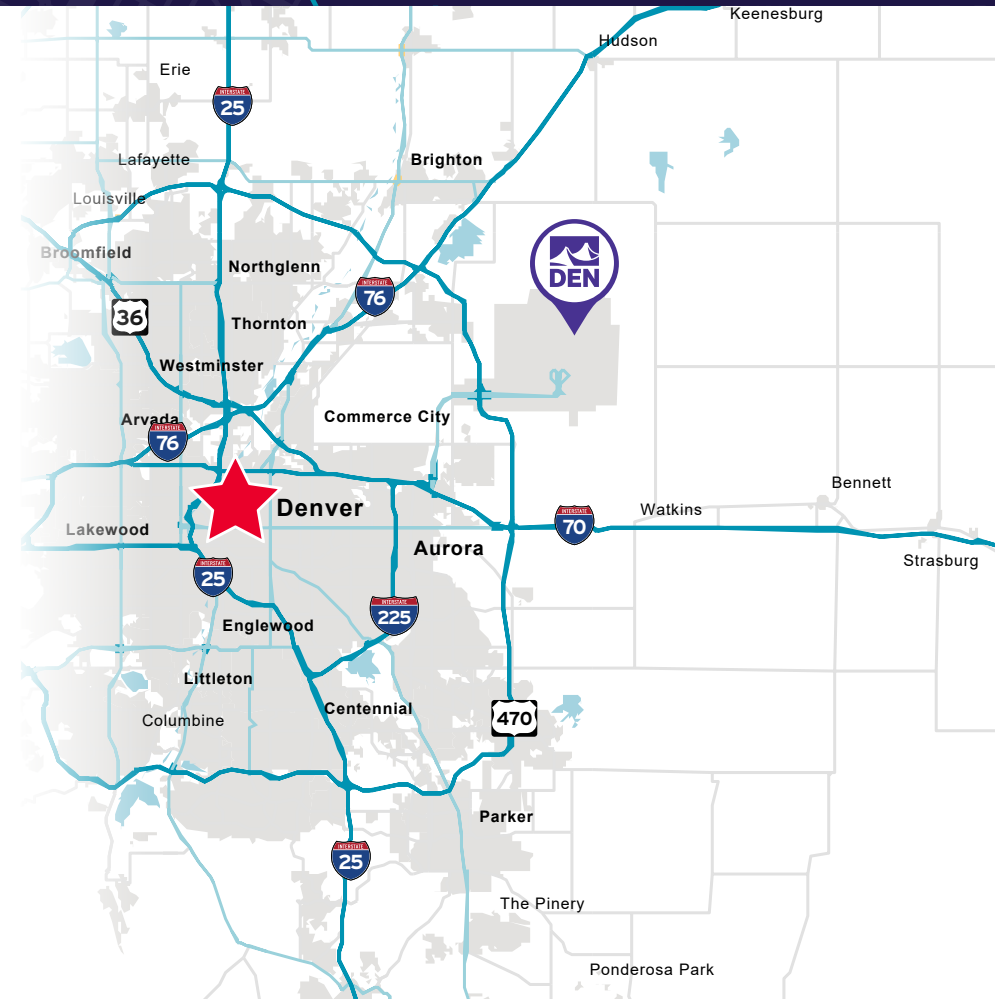 Keenesburg
Hudson
Erie
INTERSTATE
25
Lafayette
Brighton
Louisville
Broomfield
Northglenn
DEN
INTERSTATE
76
36
Thornton
Westminster
Arvada
Commerce City
INTERSTATE
76
Bennett
Denver
Watkins
Lakewood
INTERSTATE
70
Aurora
Strasburg
INTERSTATE
25
INTERSTATE
225
Englewood
Littleton
Centennial
Columbine
470
Parker
INTERSTATE
25
The Pinery
Ponderosa Park